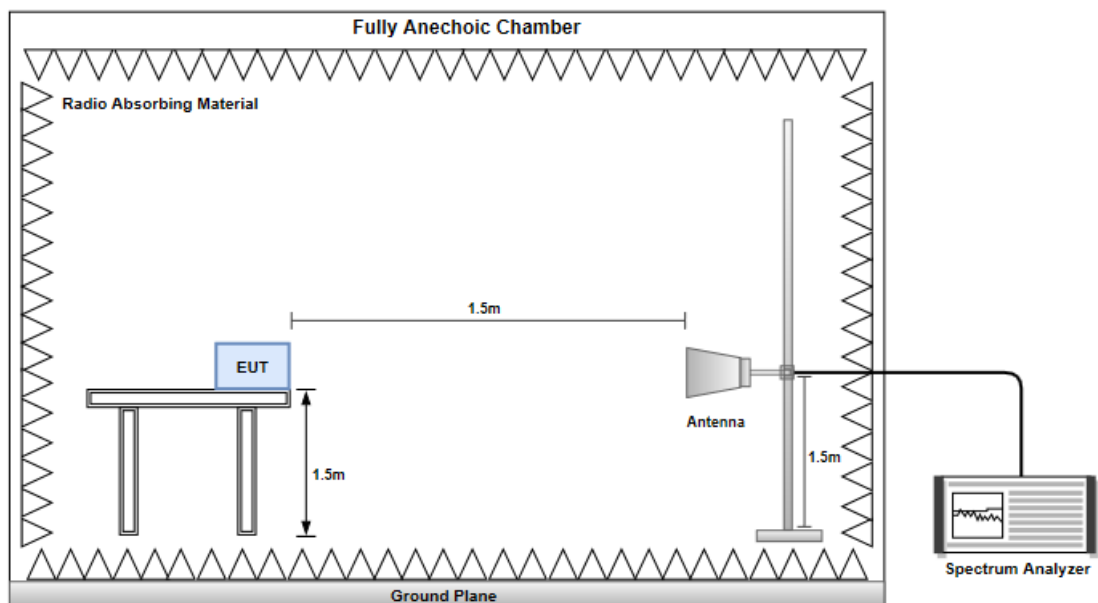 Fully Anechoic Chamber
Radio Absorbing Material
1.5m
EUT
Antenna
1.5m
1.5m
Spectrum Analyzer
Ground Plane